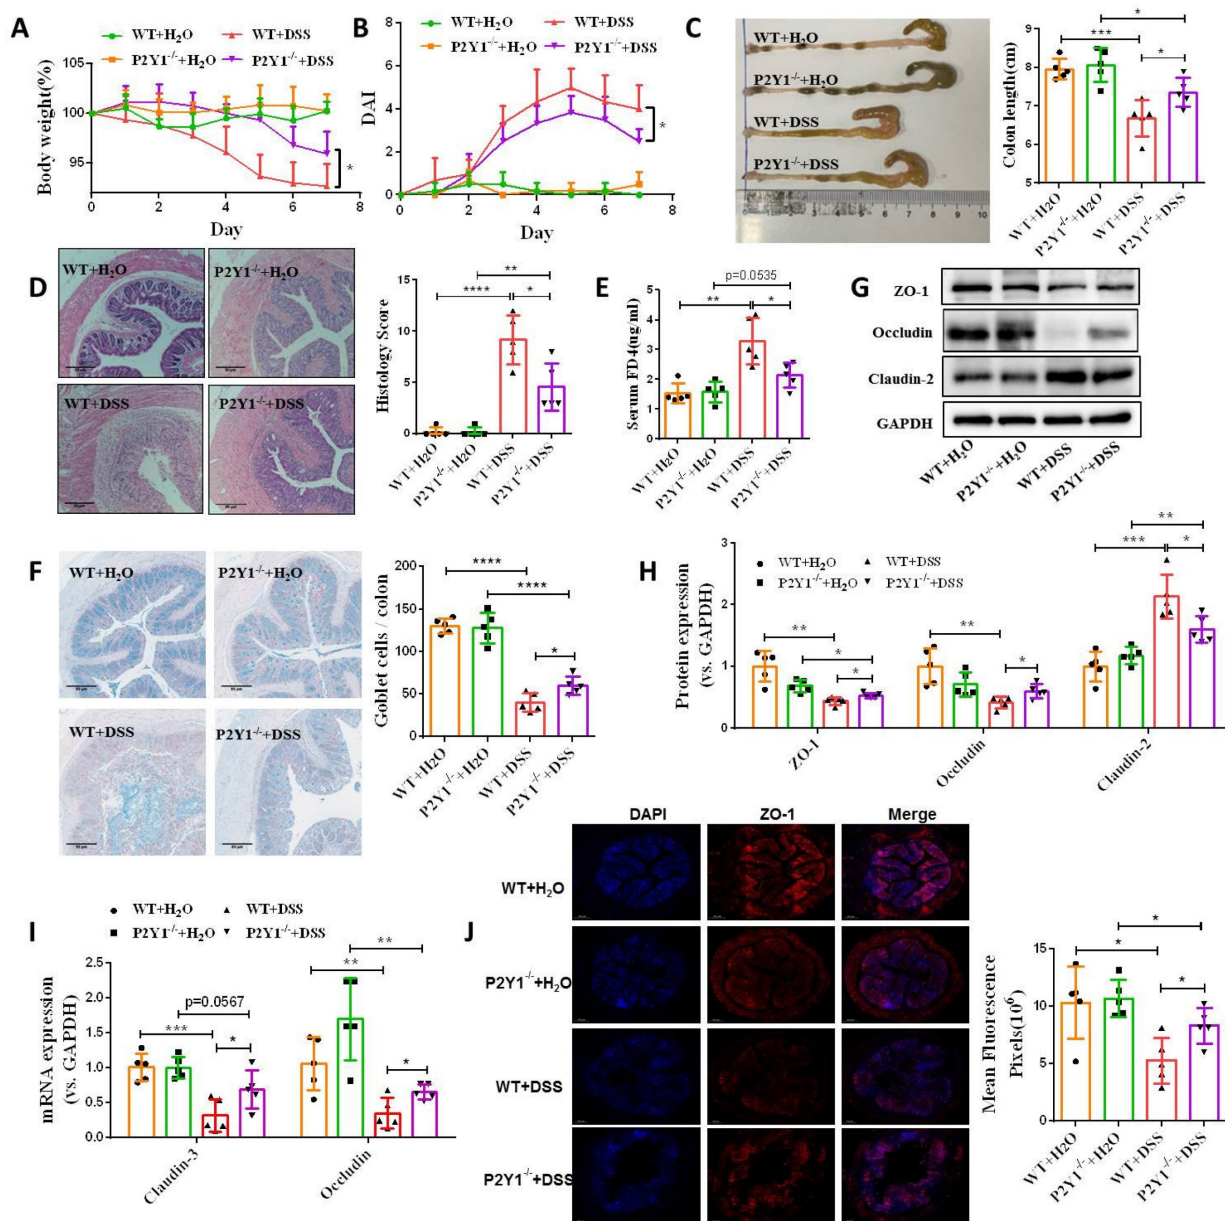 A
WT+H₂O
WT+DSS
P2Y1⁻/⁻+H₂O
P2Y1⁻/⁻+DSS
Body weight(%)
105
100
95
0 2 4 6 8
Day
*
B
WT+H₂O
WT+DSS
P2Y1⁻/⁻+H₂O
P2Y1⁻/⁻+DSS
DAI
8
6
4
2
0
0 2 4 6 8
Day
*
C
WT+H₂O
P2Y1⁻/⁻+H₂O
WT+DSS
P2Y1⁻/⁻+DSS
1 2 3 4 5 6 7 8 9 10
Colon length(cm)
9
8
7
6
5
*
***
*
WT+H₂O
P2Y1⁻/⁻+H₂O
WT+DSS
P2Y1⁻/⁻+DSS
D
WT+H₂O
P2Y1⁻/⁻+H₂O
WT+DSS
P2Y1⁻/⁻+DSS
Histology Score
15
10
5
0
**
****
*
WT+H₂O
P2Y1⁻/⁻+H₂O
WT+DSS
P2Y1⁻/⁻+DSS
E
Serum FD4(ug/ml)
5
4
3
2
1
0
p=0.0535
**
*
WT+H₂O
P2Y1⁻/⁻+H₂O
WT+DSS
P2Y1⁻/⁻+DSS
G
ZO-1
Occludin
Claudin-2
GAPDH
WT+H₂O
P2Y1⁻/⁻+H₂O
WT+DSS
P2Y1⁻/⁻+DSS
F
WT+H₂O
P2Y1⁻/⁻+H₂O
WT+DSS
P2Y1⁻/⁻+DSS
Goblet cells / colon
200
150
100
50
0
****
****
*
WT+H₂O
P2Y1⁻/⁻+H₂O
WT+DSS
P2Y1⁻/⁻+DSS
H
WT+H₂O
WT+DSS
P2Y1⁻/⁻+H₂O
P2Y1⁻/⁻+DSS
Protein expression
(vs. GAPDH)
3
2
1
0
**
*
*
**
*
**
***
*
ZO-1
Occludin
Claudin-2
I
WT+H₂O
WT+DSS
P2Y1⁻/⁻+H₂O
P2Y1⁻/⁻+DSS
mRNA expression
(vs. GAPDH)
2.5
2.0
1.5
1.0
0.5
0.0
p=0.0567
***
*
**
**
*
Claudin-3
Occludin
J
DAPI
ZO-1
Merge
WT+H₂O
P2Y1⁻/⁻+H₂O
WT+DSS
P2Y1⁻/⁻+DSS
Mean Fluorescence
Pixels(10⁶)
15
10
5
0
*
*
*
WT+H₂O
P2Y1⁻/⁻+H₂O
WT+DSS
P2Y1⁻/⁻+DSS